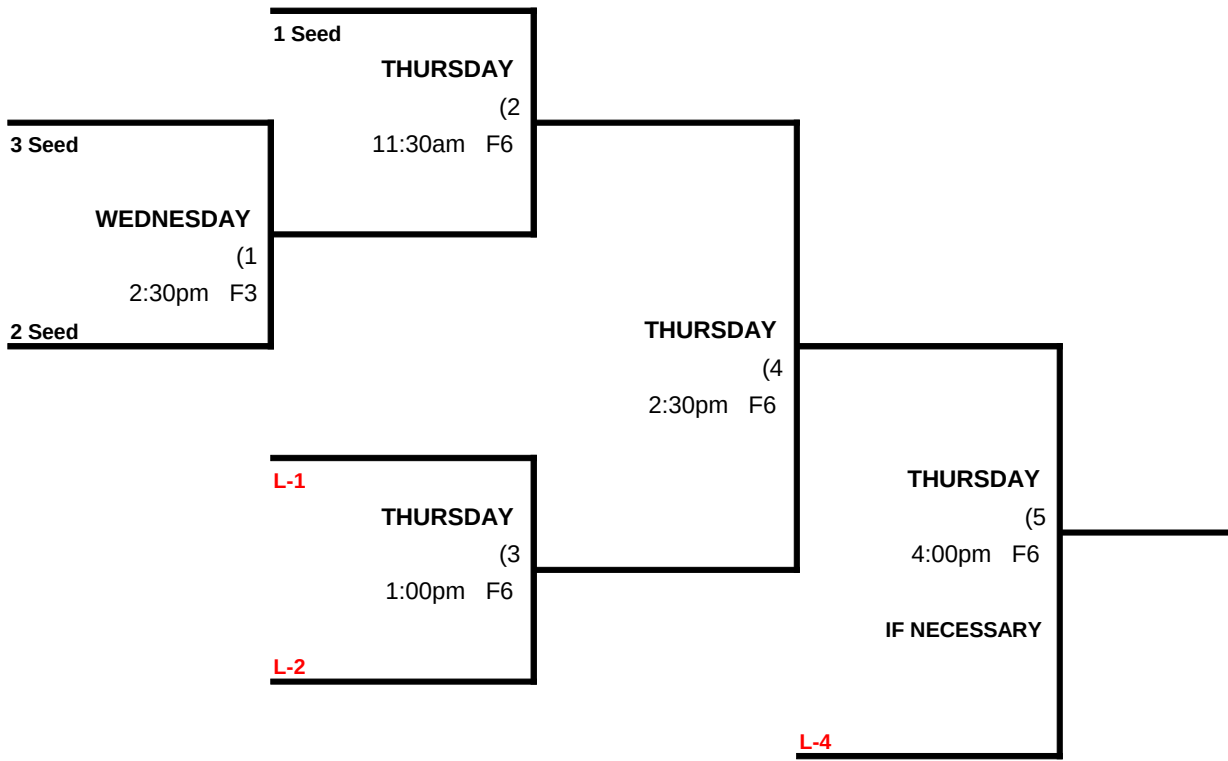 1 Seed
THURSDAY
(2
11:30am F6
3 Seed
WEDNESDAY
(1
2:30pm F3
2 Seed
THURSDAY
(4
2:30pm F6
L-1
THURSDAY
(3
1:00pm F6
L-2
THURSDAY
(5
4:00pm F6
IF NECESSARY
L-4